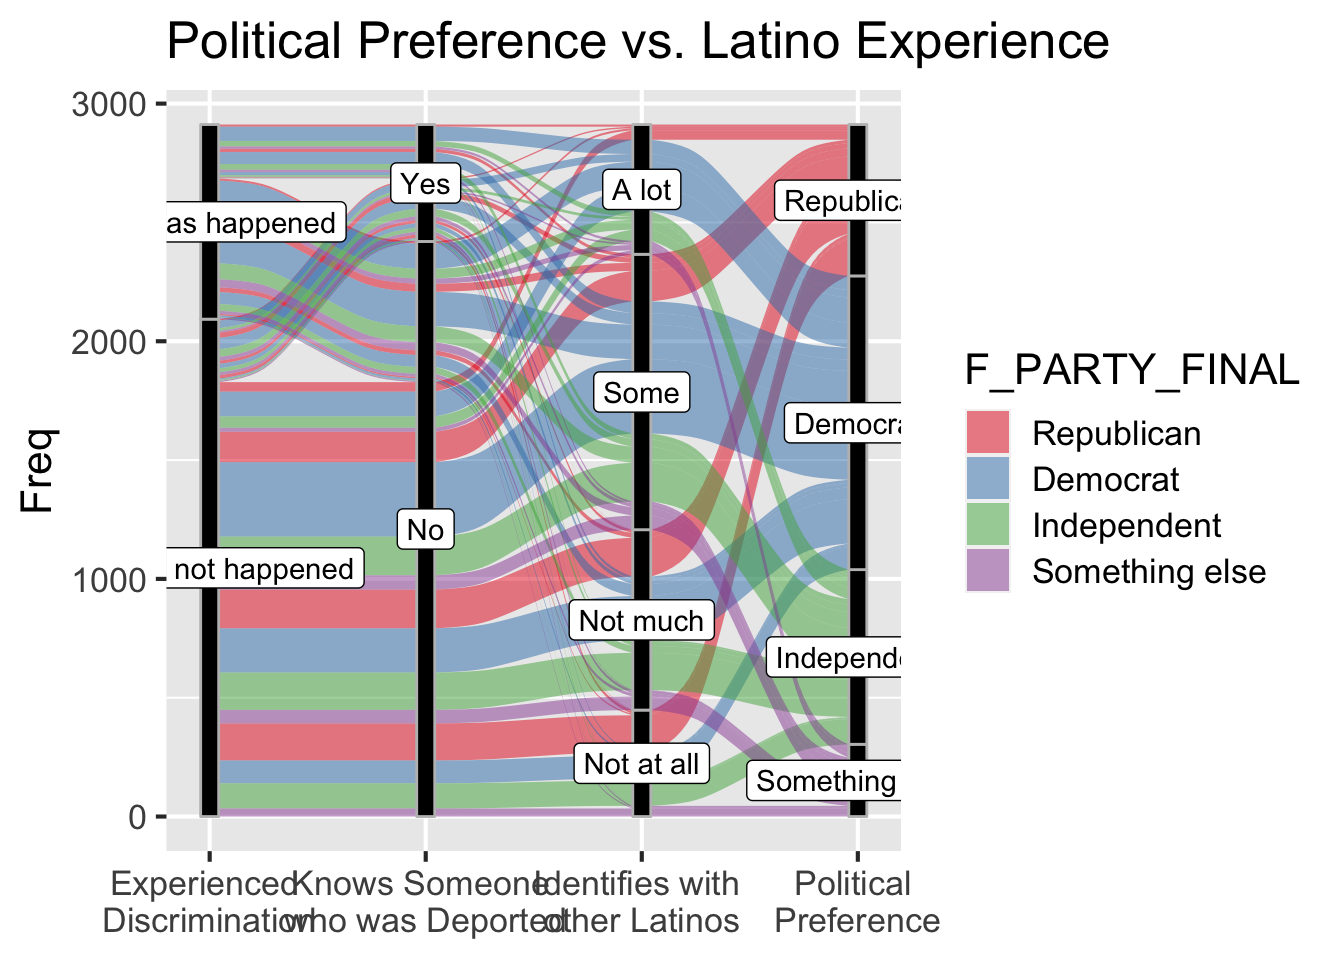 Political Preference vs. Latino Experience
3000
2000
1000
0
Freq
as happened
not happened
Yes
No
A lot
Some
Not much
Not at all
Republica
Democra
Independe
Something
Experienced
Discrimination
Knows Someone
who was Deported
Identifies with
other Latinos
Political
Preference
F_PARTY_FINAL
Republican
Democrat
Independent
Something else